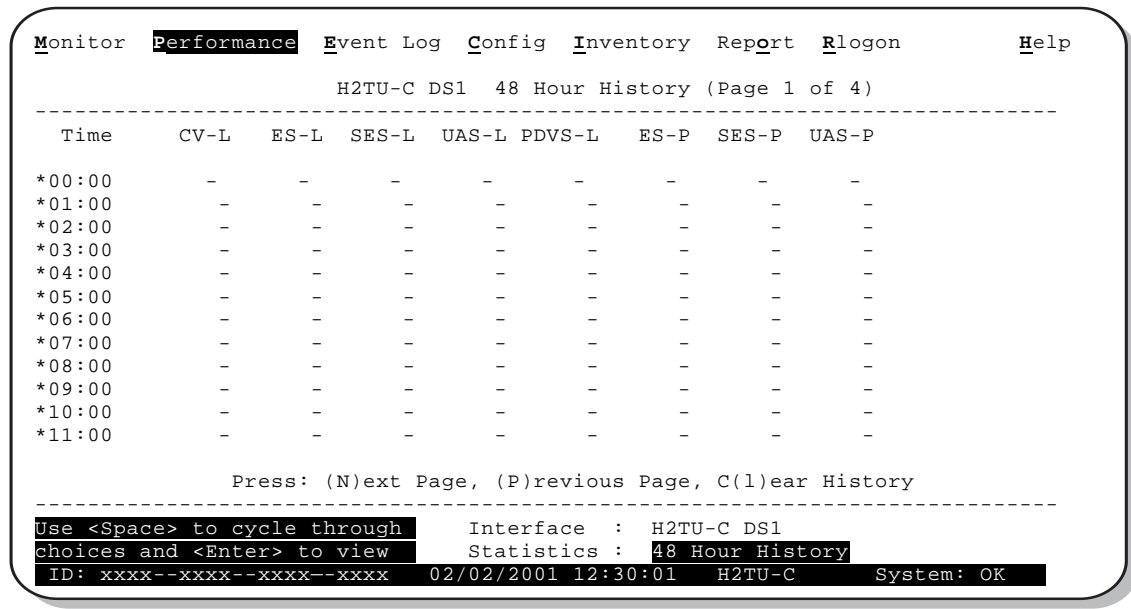 Monitor Performance Event Log Config Inventory Report Rlogon Help
H2TU-C DS1 48 Hour History (Page 1 of 4)
--------------------------------------------------------------------------------
Time CV-L ES-L SES-L UAS-L PDVS-L ES-P SES-P UAS-P
*00:00 - - - - - - - -
*01:00 - - - - - - - -
*02:00 - - - - - - - -
*03:00 - - - - - - - -
*04:00 - - - - - - - -
*05:00 - - - - - - - -
*06:00 - - - - - - - -
*07:00 - - - - - - - -
*08:00 - - - - - - - -
*09:00 - - - - - - - -
*10:00 - - - - - - - -
*11:00 - - - - - - - -
Press: (N)ext Page, (P)revious Page, C(l)ear History
--------------------------------------------------------------------------------
Use <Space> to cycle through Interface : H2TU-C DS1
choices and <Enter> to view Statistics : 48 Hour History
ID: xxxx--xxxx--xxxx—-xxxx 02/02/2001 12:30:01 H2TU-C System: OK